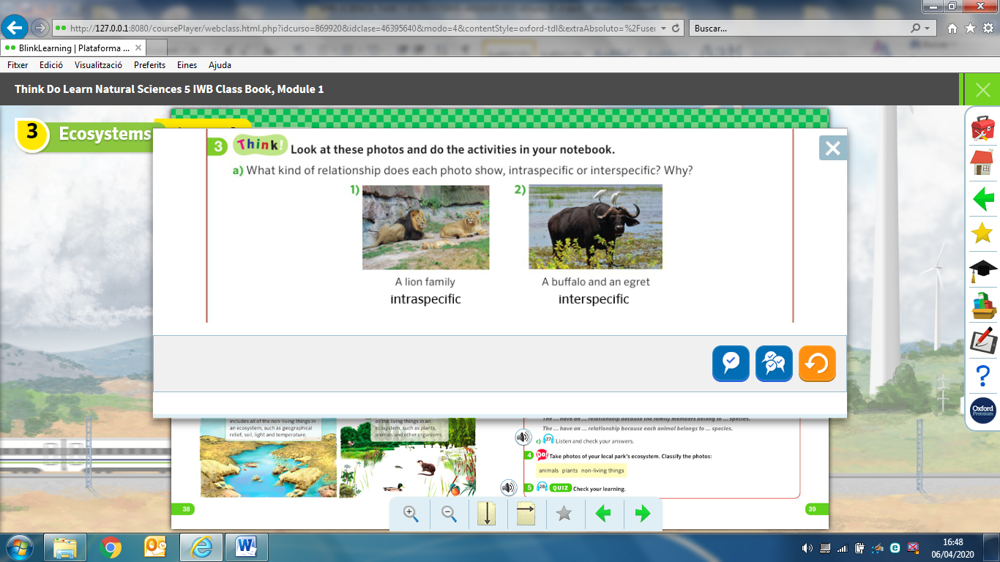 http://127.0.0.1:8080/coursePlayer/webclass.html.php?idcurso=869920&idclase=46395640&modo=4&contentStyle=oxford-tdl&extraAbsoluto=%2Fuse
Buscar...
BlinkLearning | Plataforma ...
Fitxer Edició Visualització Preferits Eines Ajuda
Think Do Learn Natural Sciences 5 IWB Class Book, Module 1
3 Ecosystems
3 Think! Look at these photos and do the activities in your notebook.
a) What kind of relationship does each photo show, intraspecific or interspecific? Why?
1) 2)
A lion family A buffalo and an egret
intraspecific interspecific
includes all of the non-living things in
an ecosystem, such as geographical
relief, soil, light and temperature.
all the living things in an
ecosystem, such as plants,
animals and other organisms.
The ... have an ... relationship because the family members belong to ... species.
The ... have an ... relationship because each animal belongs to ... species.
c) 27 Listen and check your answers.
4 Do! Take photos of your local park's ecosystem. Classify the photos:
animals plants non-living things
5 28 QUIZ Check your learning.
38
39
Oxford
Premium
16:48
06/04/2020